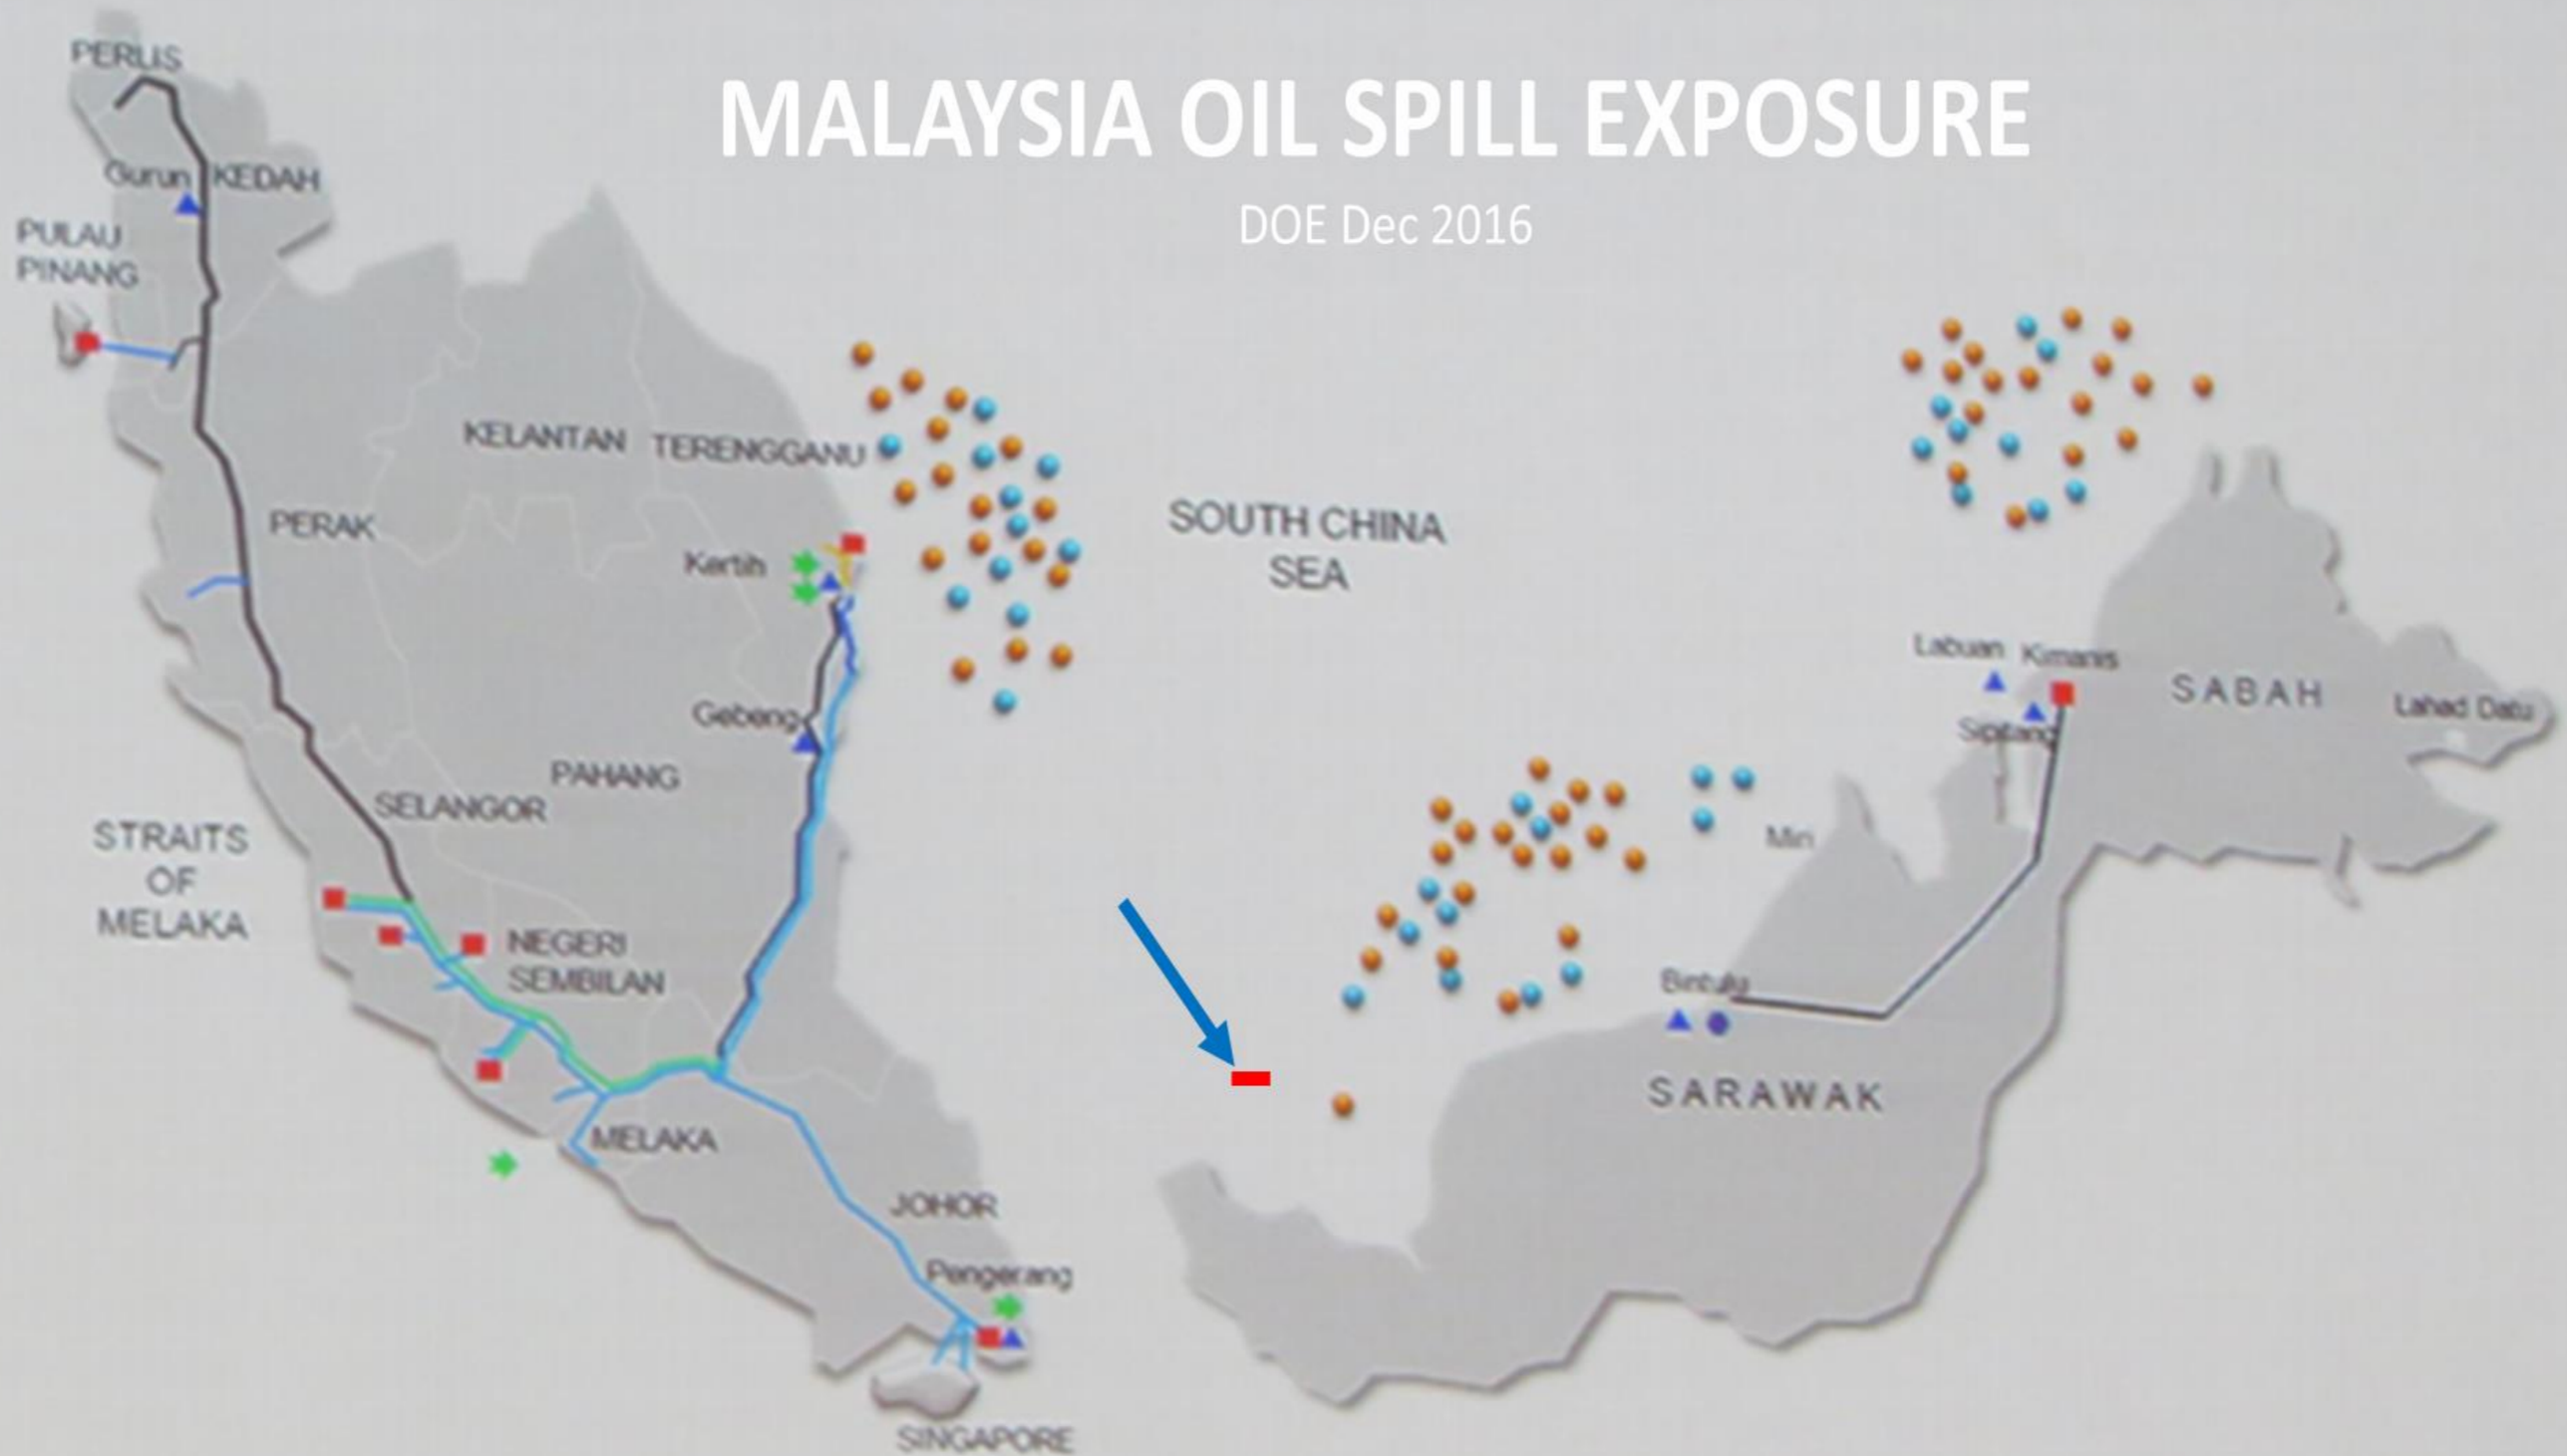 MALAYSIA OIL SPILL EXPOSURE
DOE Dec 2016
PERLIS
Gurun
KEDAH
PULAU
PINANG
KELANTAN
TERENGGANU
PERAK
Kertih
SOUTH CHINA
SEA
Labuan
Kimanis
Sipitang
SABAH
Lahad Datu
Gebeng
PAHANG
SELANGOR
STRAITS
OF
MELAKA
Miri
NEGERI
SEMBILAN
Bintulu
SARAWAK
MELAKA
JOHOR
Pengerang
SINGAPORE